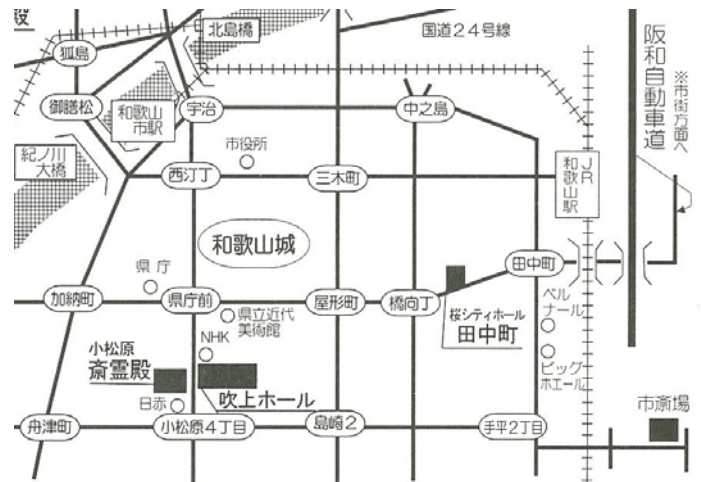 殿
北島橋
国道24号線
狐島
阪和自動車道
※市街方面へ
御膳松
和歌山
市駅
宇治
中之島
紀ノ川
大橋
市役所
西汀丁
三木町
JR
和歌山駅
和歌山城
田中町
県庁
加納町
県庁前
県立近代
美術館
屋形町
橋向丁
桜シティホール
田中町
ベル
ナール
NHK
小松原
斎霊殿
ビッグ
ホエール
日赤
吹上ホール
市斎場
舟津町
小松原4丁目
島崎2
手平2丁目